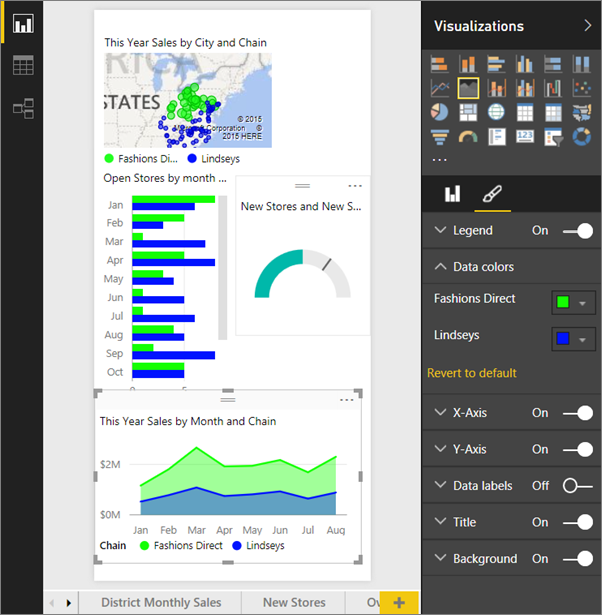 This Year Sales by City and Chain
STATES
© 2015
Microsoft Corporation ©
2015 HERE
Fashions Di... Lindseys
Open Stores by month ...
Jan
Feb
Mar
Apr
May
Jun
Jul
Aug
Sep
Oct
0 5
New Stores and New S...
This Year Sales by Month and Chain
$2M
$0M
Jan Feb Mar Apr May Jun Jul Aug
Chain Fashions Direct Lindseys
District Monthly Sales New Stores Ov
Visualizations
123
Legend On
Data colors
Fashions Direct
Lindseys
Revert to default
X-Axis On
Y-Axis On
Data labels Off
Title On
Background On